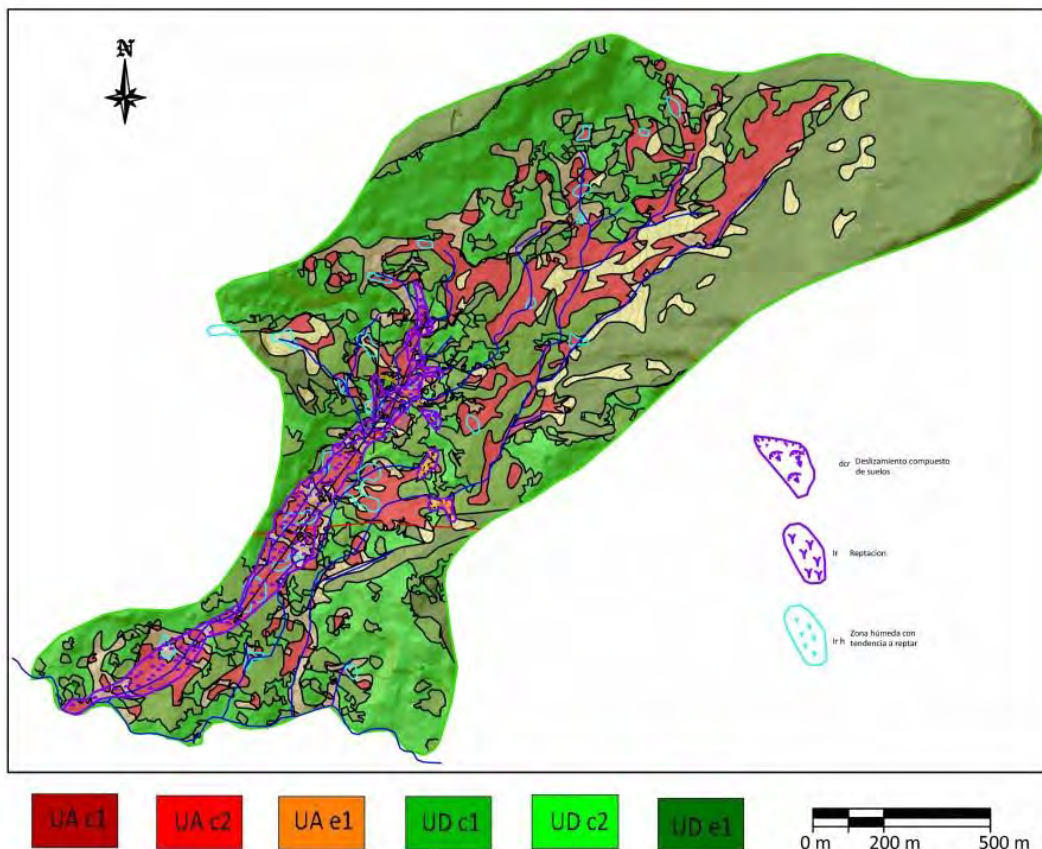 N
dcr Deslizamiento compuesto
de suelos
lr Reptacion
lr h Zona húmeda con
tendencia a reptar
UA c1
UA c2
UA e1
UD c1
UD c2
UD e1
0 m 200 m 500 m